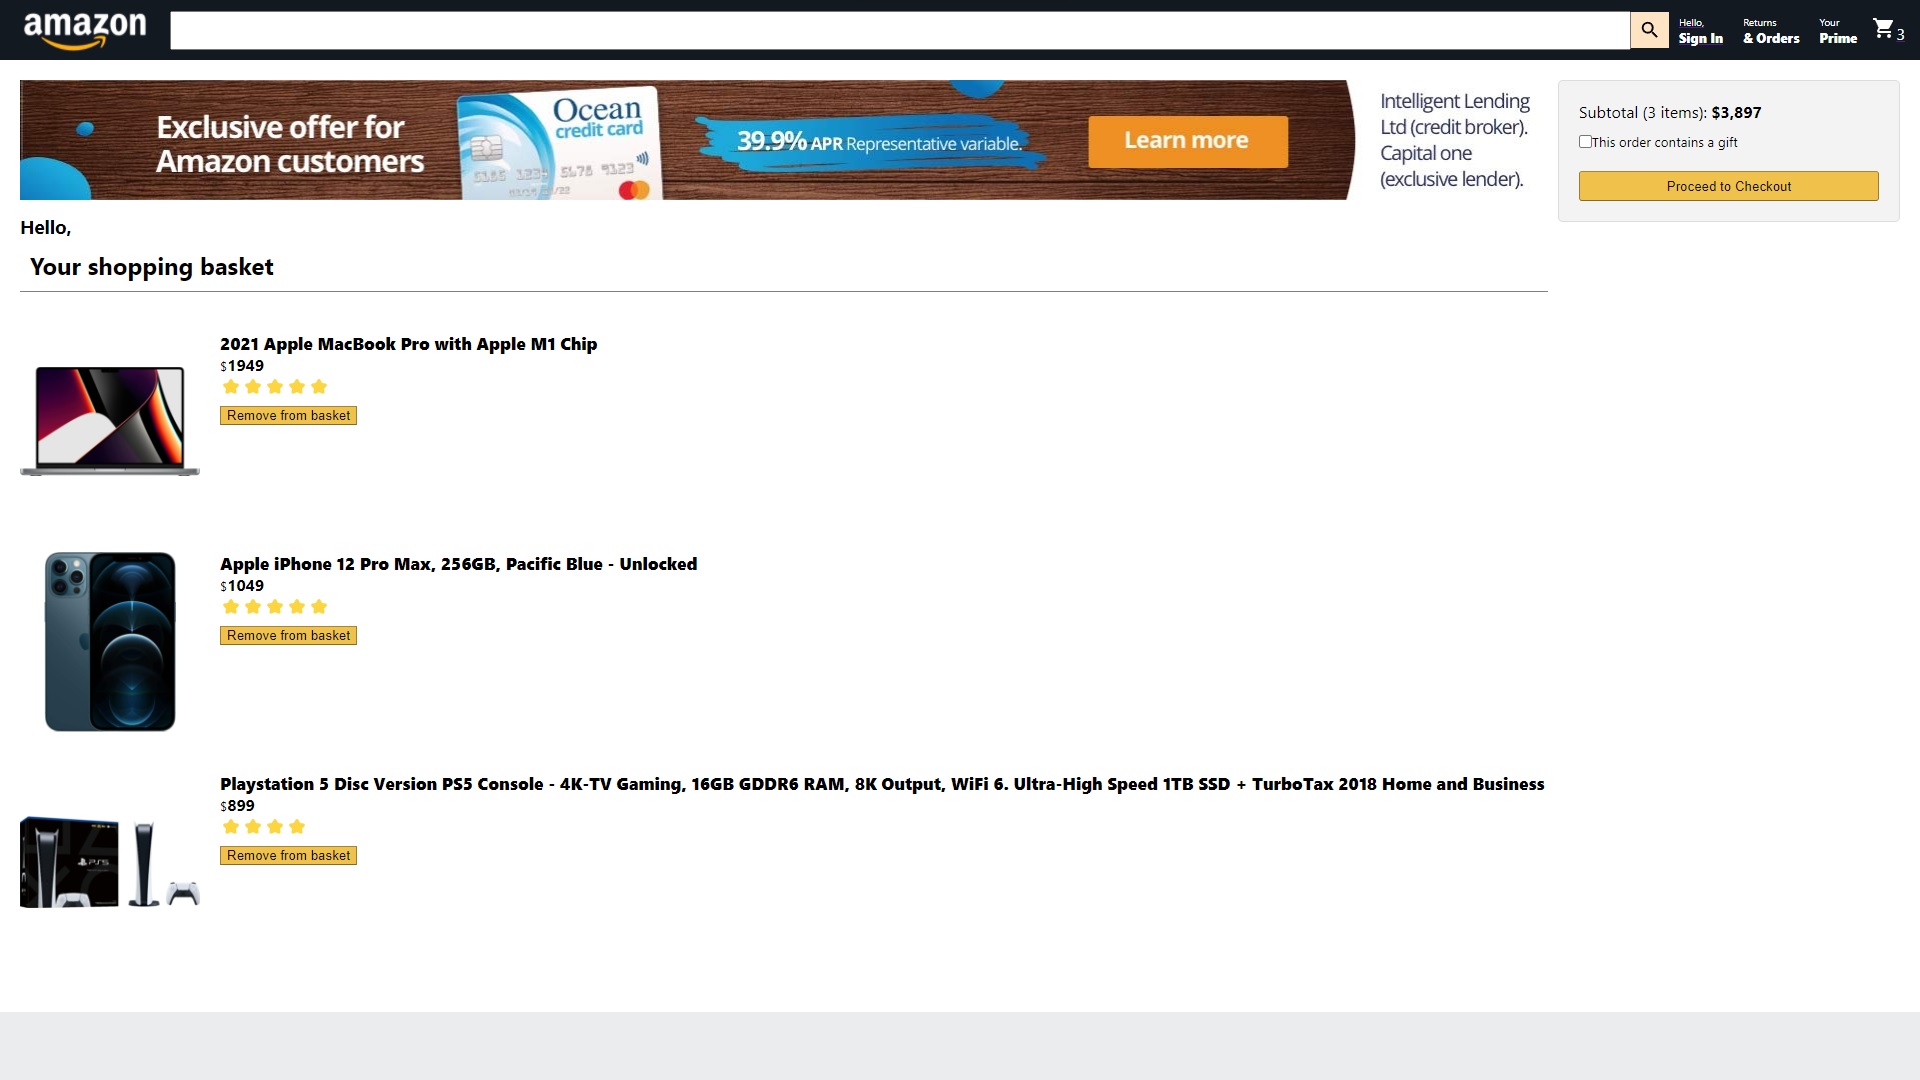 amazon
Hello,
Sign In
Returns
& Orders
Your
Prime
3
Exclusive offer for
Amazon customers
Ocean
credit card
39.9% APR Representative variable.
Learn more
Intelligent Lending
Ltd (credit broker).
Capital one
(exclusive lender).
Subtotal (3 items): $3,897
This order contains a gift
Proceed to Checkout
Hello,
Your shopping basket
2021 Apple MacBook Pro with Apple M1 Chip
$1949
Remove from basket
Apple iPhone 12 Pro Max, 256GB, Pacific Blue - Unlocked
$1049
Remove from basket
Playstation 5 Disc Version PS5 Console - 4K-TV Gaming, 16GB GDDR6 RAM, 8K Output, WiFi 6. Ultra-High Speed 1TB SSD + TurboTax 2018 Home and Business
$899
Remove from basket
PS5